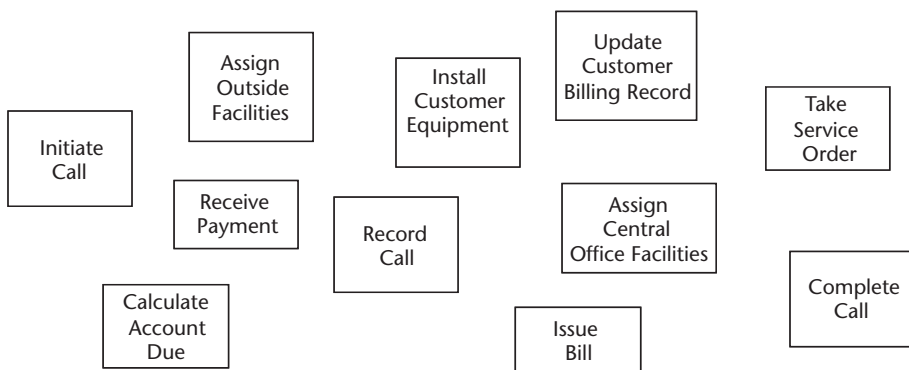 Assign
Outside
Facilities
Install
Customer
Equipment
Update
Customer
Billing Record
Take
Service
Order
Initiate
Call
Receive
Payment
Record
Call
Assign
Central
Office Facilities
Complete
Call
Calculate
Account
Due
Issue
Bill